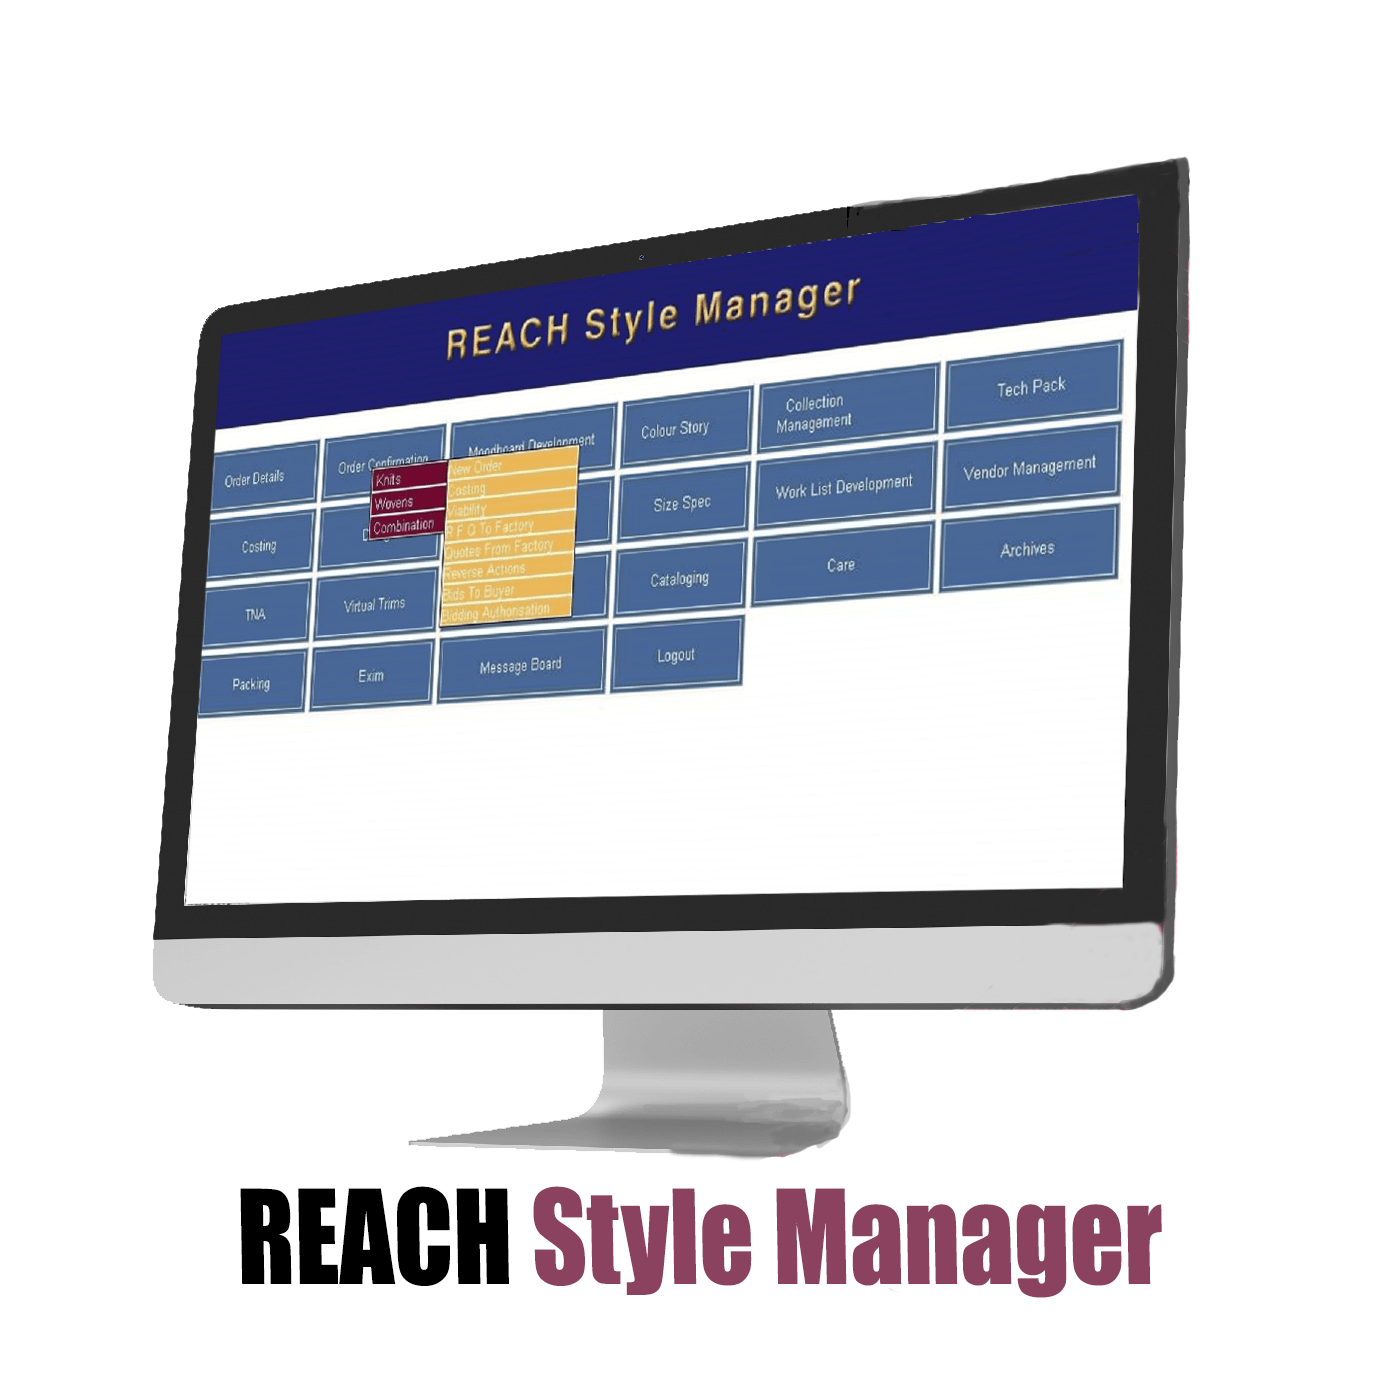 REACH Style Manager
Order Details
Order Confirmation
Moodboard Development
Colour Story
Collection
Management
Tech Pack
Costing
Size Spec
Work List Development
Vendor Management
TNA
Virtual Trims
Cataloging
Care
Archives
Packing
Exim
Message Board
Logout
Knits
Wovens
Combination
New Order
Costing
Viability
R F Q To Factory
Quotes From Factory
Reverse Actions
Bids To Buyer
Bidding Authorisation
REACH Style Manager